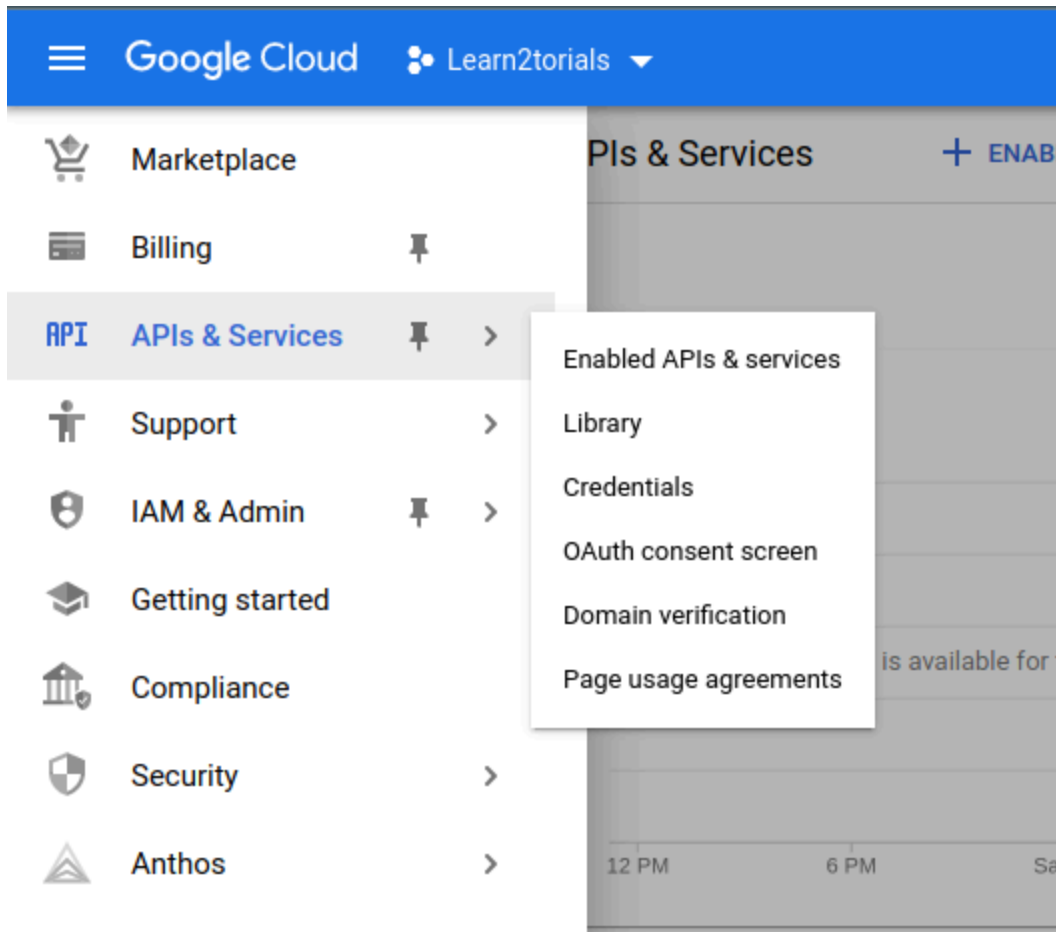 Google Cloud Learn2torials
Marketplace
Billing
API APIs & Services
Support
IAM & Admin
Getting started
Compliance
Security
Anthos
Enabled APIs & services
Library
Credentials
OAuth consent screen
Domain verification
Page usage agreements
PIs & Services + ENAB
is available for
12 PM 6 PM Sa